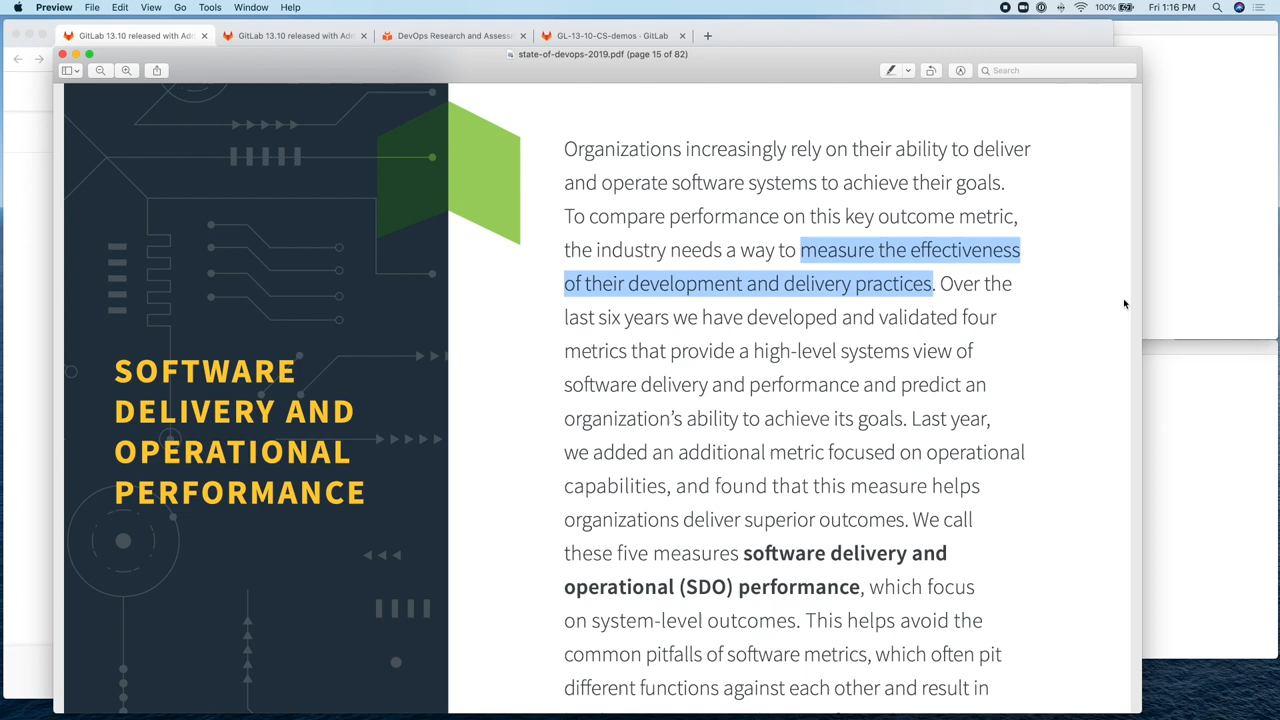 Preview File Edit View Go Tools Window Help 100% Fri 1:16 PM
GitLab 13.10 released with Adm
GitLab 13.10 released with Adm
DevOps Research and Assess
GL-13-10-CS-demos · GitLab
state-of-devops-2019.pdf (page 15 of 82)
Search
SOFTWARE
DELIVERY AND
OPERATIONAL
PERFORMANCE
Organizations increasingly rely on their ability to deliver
and operate software systems to achieve their goals.
To compare performance on this key outcome metric,
the industry needs a way to measure the effectiveness
of their development and delivery practices. Over the
last six years we have developed and validated four
metrics that provide a high-level systems view of
software delivery and performance and predict an
organization’s ability to achieve its goals. Last year,
we added an additional metric focused on operational
capabilities, and found that this measure helps
organizations deliver superior outcomes. We call
these five measures software delivery and
operational (SDO) performance, which focus
on system-level outcomes. This helps avoid the
common pitfalls of software metrics, which often pit
different functions against each other and result in